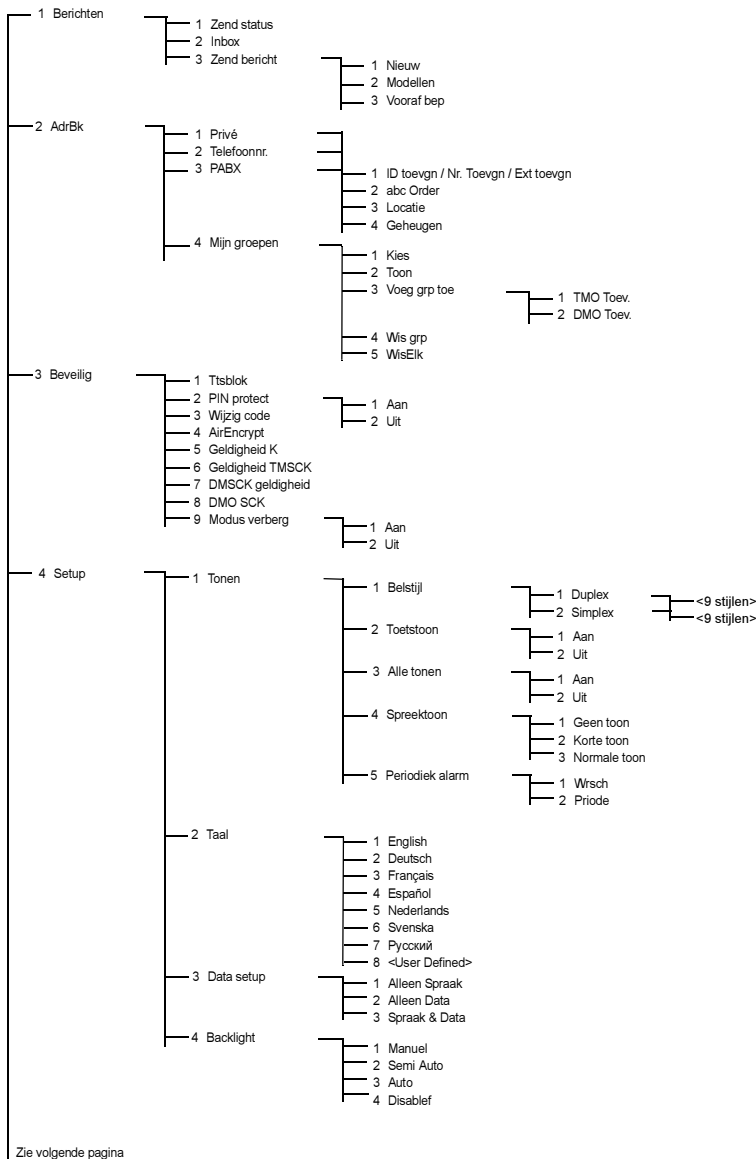 1 Berichten
1 Zend status
2 Inbox
3 Zend bericht
1 Nieuw
2 Modellen
3 Vooraf bep
2 AdrBk
1 Privé
2 Telefoonnr.
3 PABX
1 ID toevgn / Nr. Toevgn / Ext toevgn
2 abc Order
3 Locatie
4 Geheugen
4 Mijn groepen
1 Kies
2 Toon
3 Voeg grp toe
1 TMO Toev.
2 DMO Toev.
4 Wis grp
5 WisElk
3 Beveilig
1 Ttsblok
2 PIN protect
1 Aan
2 Uit
3 Wijzig code
4 AirEncrypt
5 Geldigheid K
6 Geldigheid TMSCK
7 DMSCK geldigheid
8 DMO SCK
9 Modus verberg
1 Aan
2 Uit
4 Setup
1 Tonen
1 Belstijl
1 Duplex
<9 stijlen>
2 Simplex
<9 stijlen>
2 Toetstoon
1 Aan
2 Uit
3 Alle tonen
1 Aan
2 Uit
4 Spreektoon
1 Geen toon
2 Korte toon
3 Normale toon
5 Periodiek alarm
1 Wrsch
2 Priode
2 Taal
1 English
2 Deutsch
3 Français
4 Español
5 Nederlands
6 Svenska
7 Русский
8 <User Defined>
3 Data setup
1 Alleen Spraak
2 Alleen Data
3 Spraak & Data
4 Backlight
1 Manuel
2 Semi Auto
3 Auto
4 Disablef
Zie volgende pagina